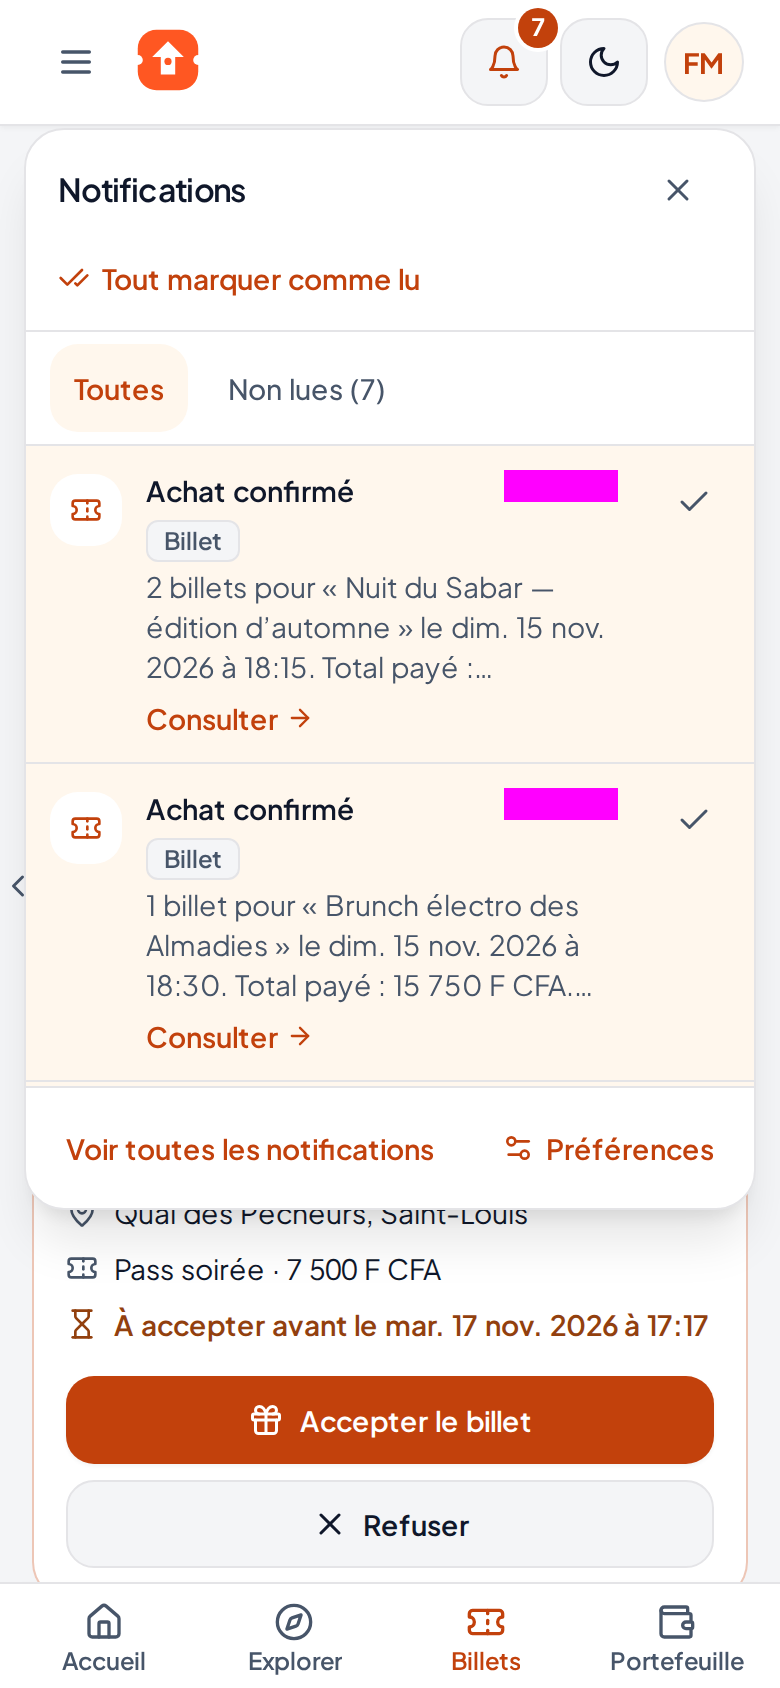 7
FM
Notifications
Tout marquer comme lu
Toutes
Non lues (7)
Achat confirmé
Billet
2 billets pour « Nuit du Sabar —
édition d’automne » le dim. 15 nov.
2026 à 18:15. Total payé :…
Consulter
Achat confirmé
Billet
1 billet pour « Brunch électro des
Almadies » le dim. 15 nov. 2026 à
18:30. Total payé : 15 750 F CFA.…
Consulter
Voir toutes les notifications
Préférences
Quai des Pêcheurs, Saint-Louis
Pass soirée · 7 500 F CFA
À accepter avant le mar. 17 nov. 2026 à 17:17
Accepter le billet
Refuser
Accueil
Explorer
Billets
Portefeuille